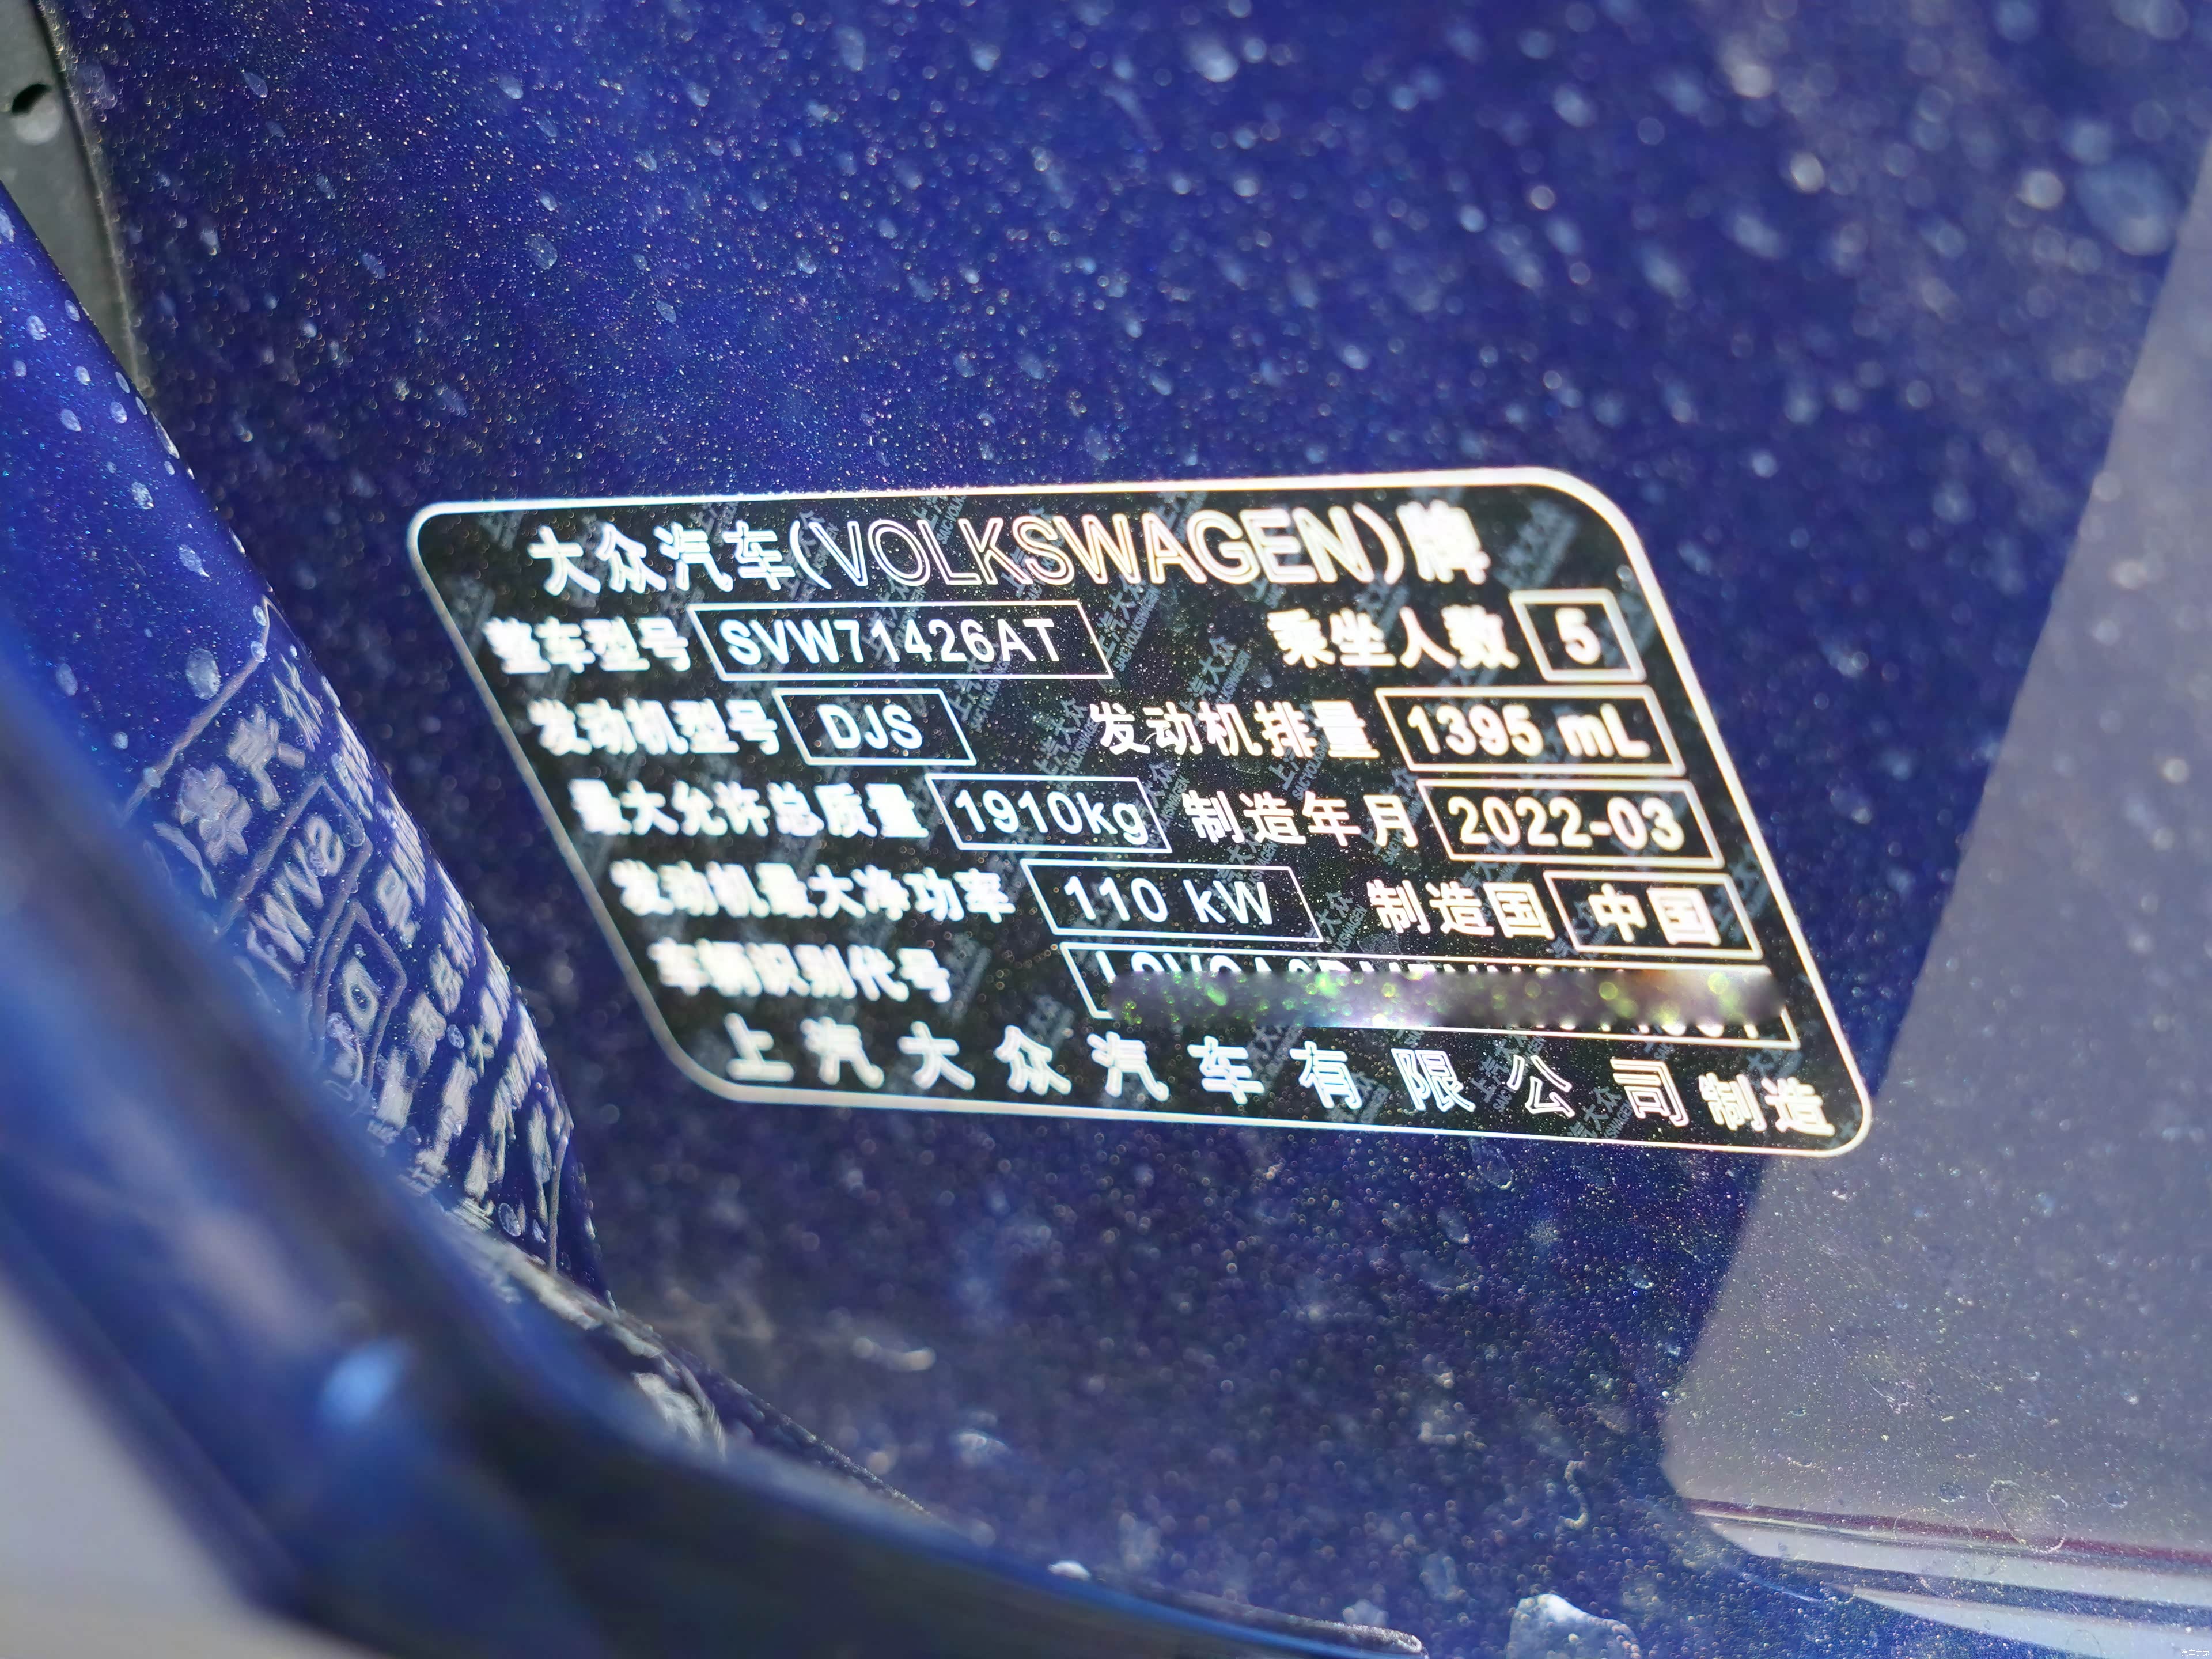 大众汽车(VOLKSWAGEN)牌
整车型号 SVW71426AT 乘坐人数 5
发动机型号 DJS 发动机排量 1395 mL
最大允许总质量 1910kg 制造年月 2022-03
发动机最大净功率 110 kW 制造国 中国
车辆识别代号
上汽大众汽车有限公司制造